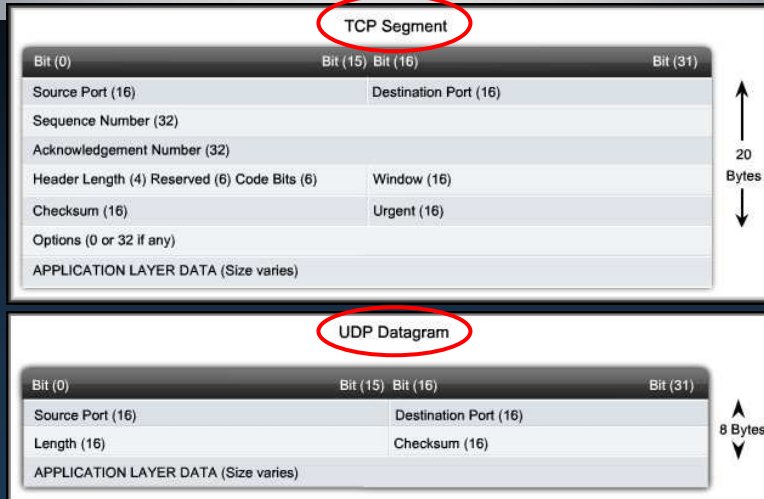 TCP Segment
Bit (0) Bit (15) Bit (16) Bit (31)
Source Port (16) Destination Port (16)
Sequence Number (32)
Acknowledgement Number (32)
Header Length (4) Reserved (6) Code Bits (6) Window (16)
Checksum (16) Urgent (16)
Options (0 or 32 if any)
APPLICATION LAYER DATA (Size varies)
20
Bytes
UDP Datagram
Bit (0) Bit (15) Bit (16) Bit (31)
Source Port (16) Destination Port (16)
Length (16) Checksum (16)
APPLICATION LAYER DATA (Size varies)
8 Bytes